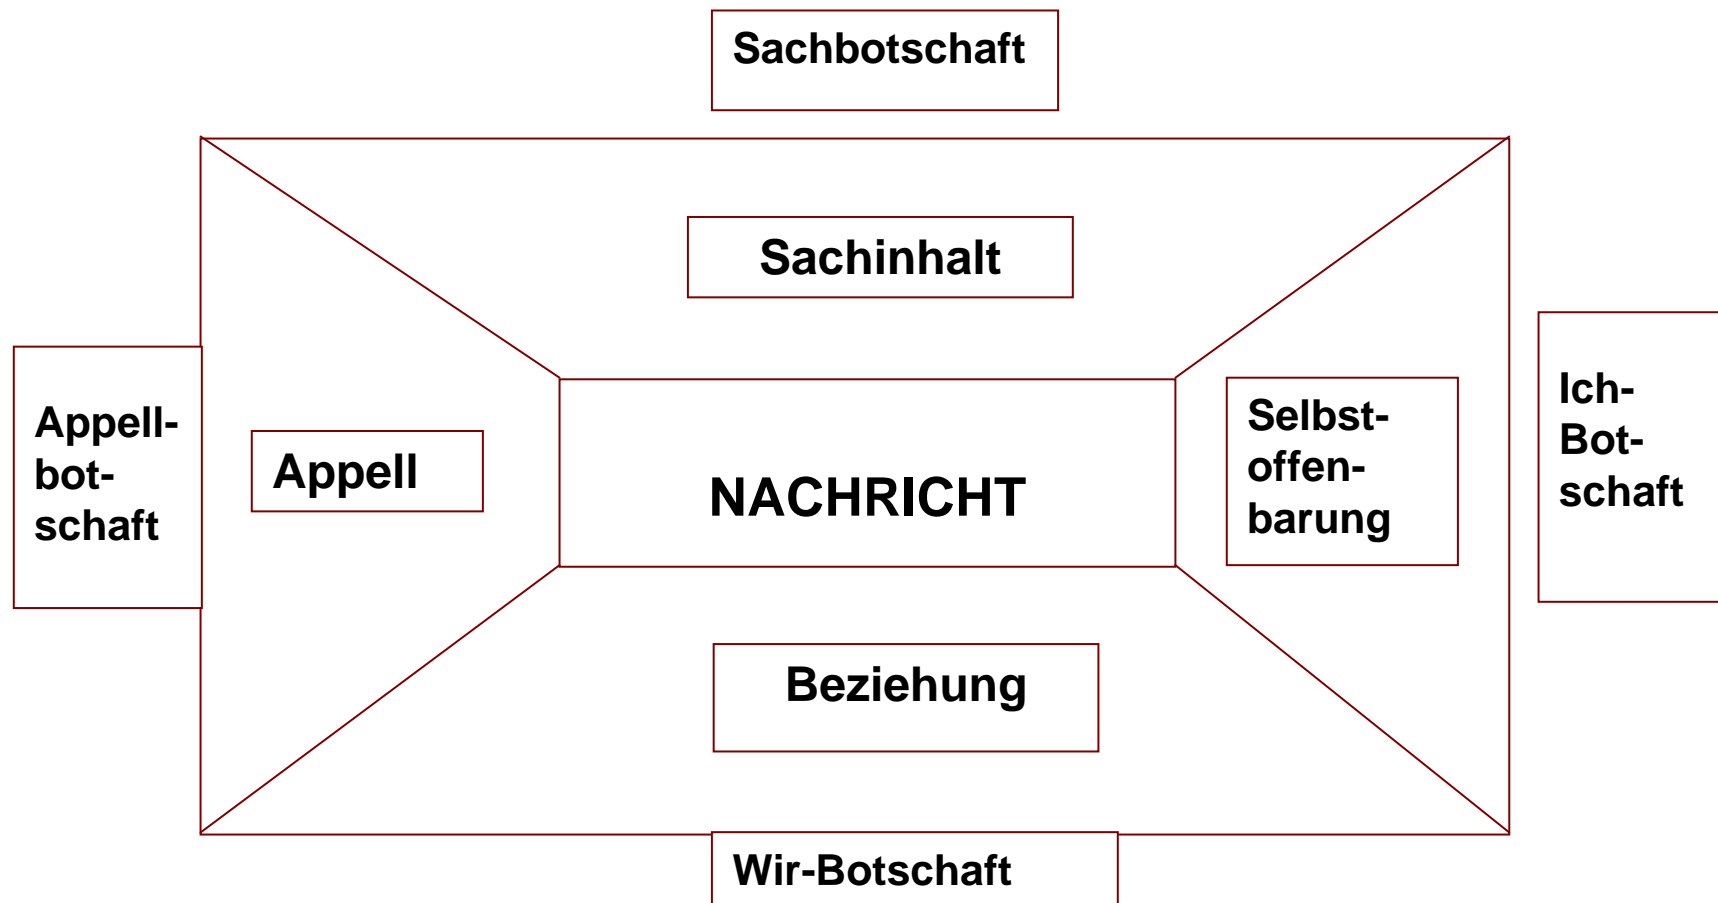 Sachbotschaft
Sachinhalt
Appell-
bot-
schaft
Appell
NACHRICHT
Selbst-
offen-
barung
Ich-
Bot-
schaft
Beziehung
Wir-Botschaft